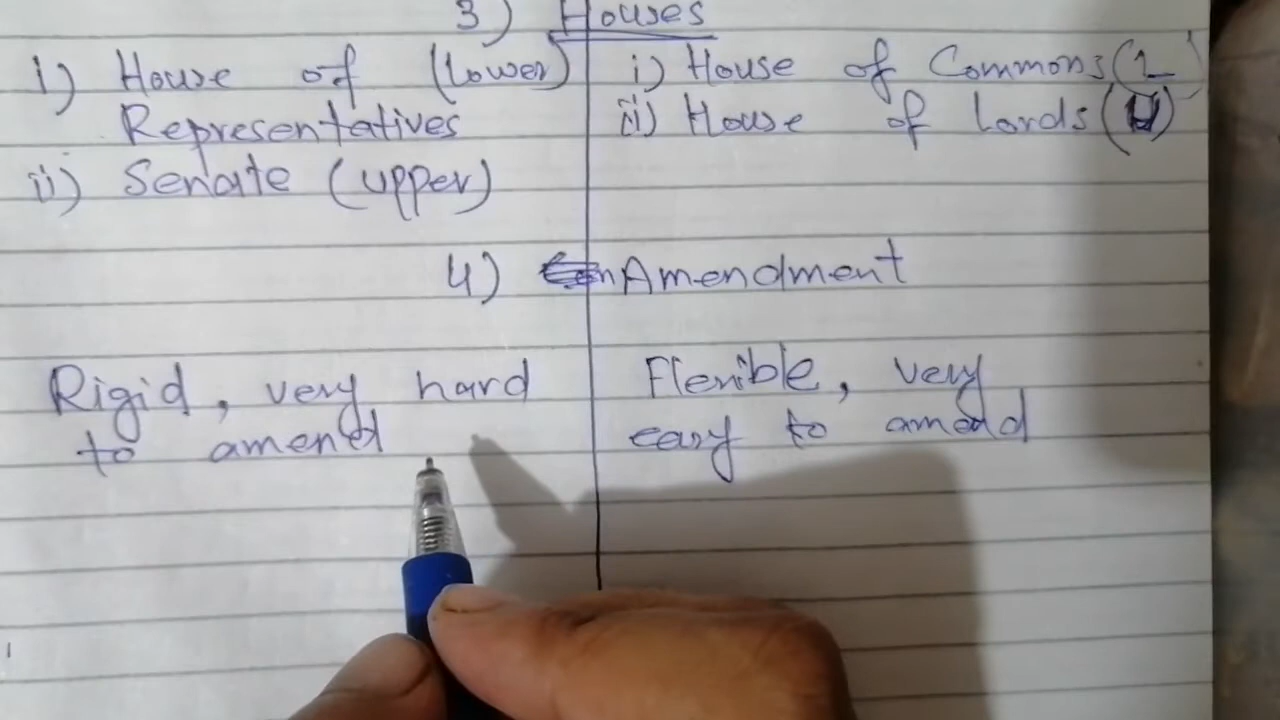 3) Houses
i) House of (Lower)
Representatives
ii) Senate (upper)
i) House of Commons (L
ii) House of Lords (U)
4) Amendment
Rigid, very hard
to amend
Flexible, very
easy to amend